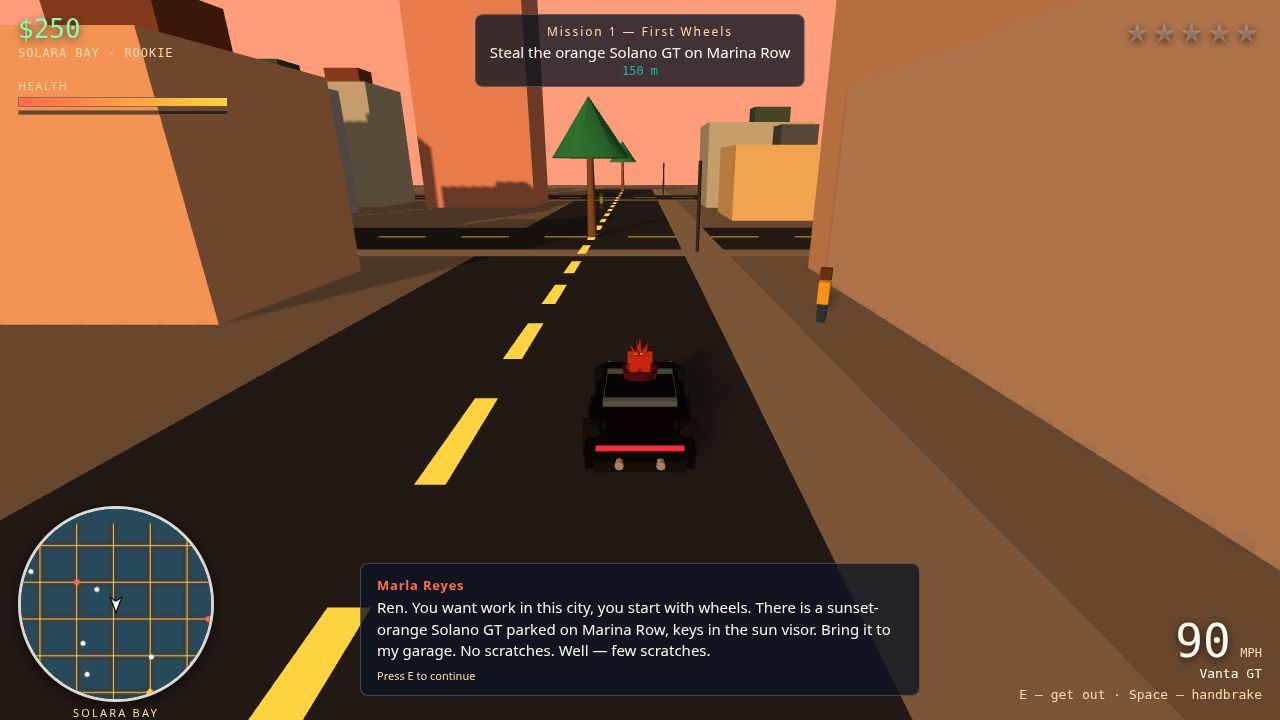 $250
SOLARA BAY · ROOKIE
HEALTH
Mission 1 — First Wheels
Steal the orange Solano GT on Marina Row
150 m
Marla Reyes
Ren. You want work in this city, you start with wheels. There is a sunset-
orange Solano GT parked on Marina Row, keys in the sun visor. Bring it to
my garage. No scratches. Well — few scratches.
Press E to continue
90 MPH
Vanta GT
E — get out · Space — handbrake
SOLARA BAY